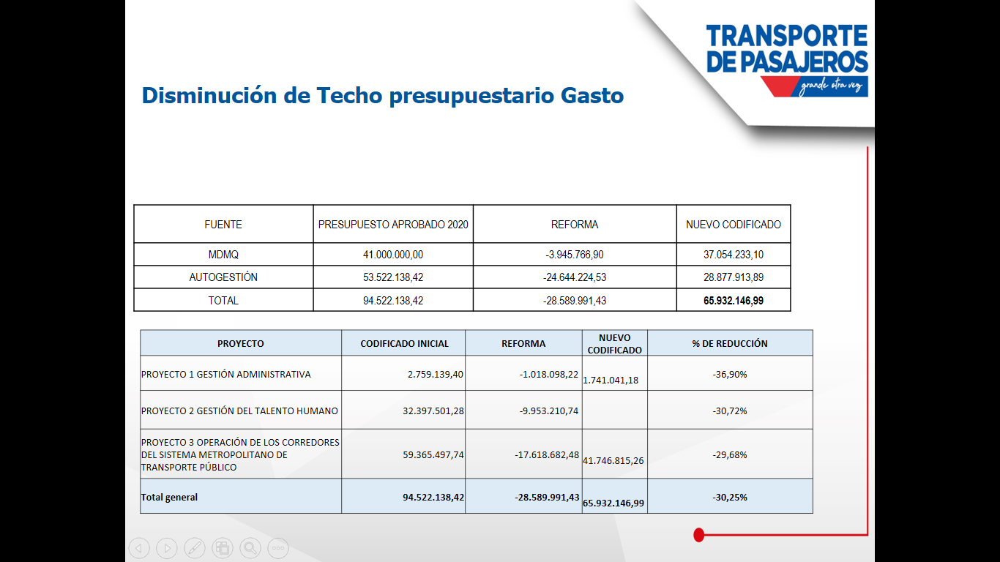 TRANSPORTE
DE PASAJEROS
grande otra vez
Disminución de Techo presupuestario Gasto
FUENTE PRESUPUESTO APROBADO 2020 REFORMA NUEVO CODIFICADO
MDMQ 41.000.000,00 -3.945.766,90 37.054.233,10
AUTOGESTIÓN 53.522.138,42 -24.644.224,53 28.877.913,89
TOTAL 94.522.138,42 -28.589.991,43 65.932.146,99
PROYECTO CODIFICADO INICIAL REFORMA NUEVO CODIFICADO % DE REDUCCIÓN
PROYECTO 1 GESTIÓN ADMINISTRATIVA 2.759.139,40 -1.018.098,22 1.741.041,18 -36,90%
PROYECTO 2 GESTIÓN DEL TALENTO HUMANO 32.397.501,28 -9.953.210,74 -30,72%
PROYECTO 3 OPERACIÓN DE LOS CORREDORES
DEL SISTEMA METROPOLITANO DE
TRANSPORTE PÚBLICO 59.365.497,74 -17.618.682,48 41.746.815,26 -29,68%
Total general 94.522.138,42 -28.589.991,43 65.932.146,99 -30,25%